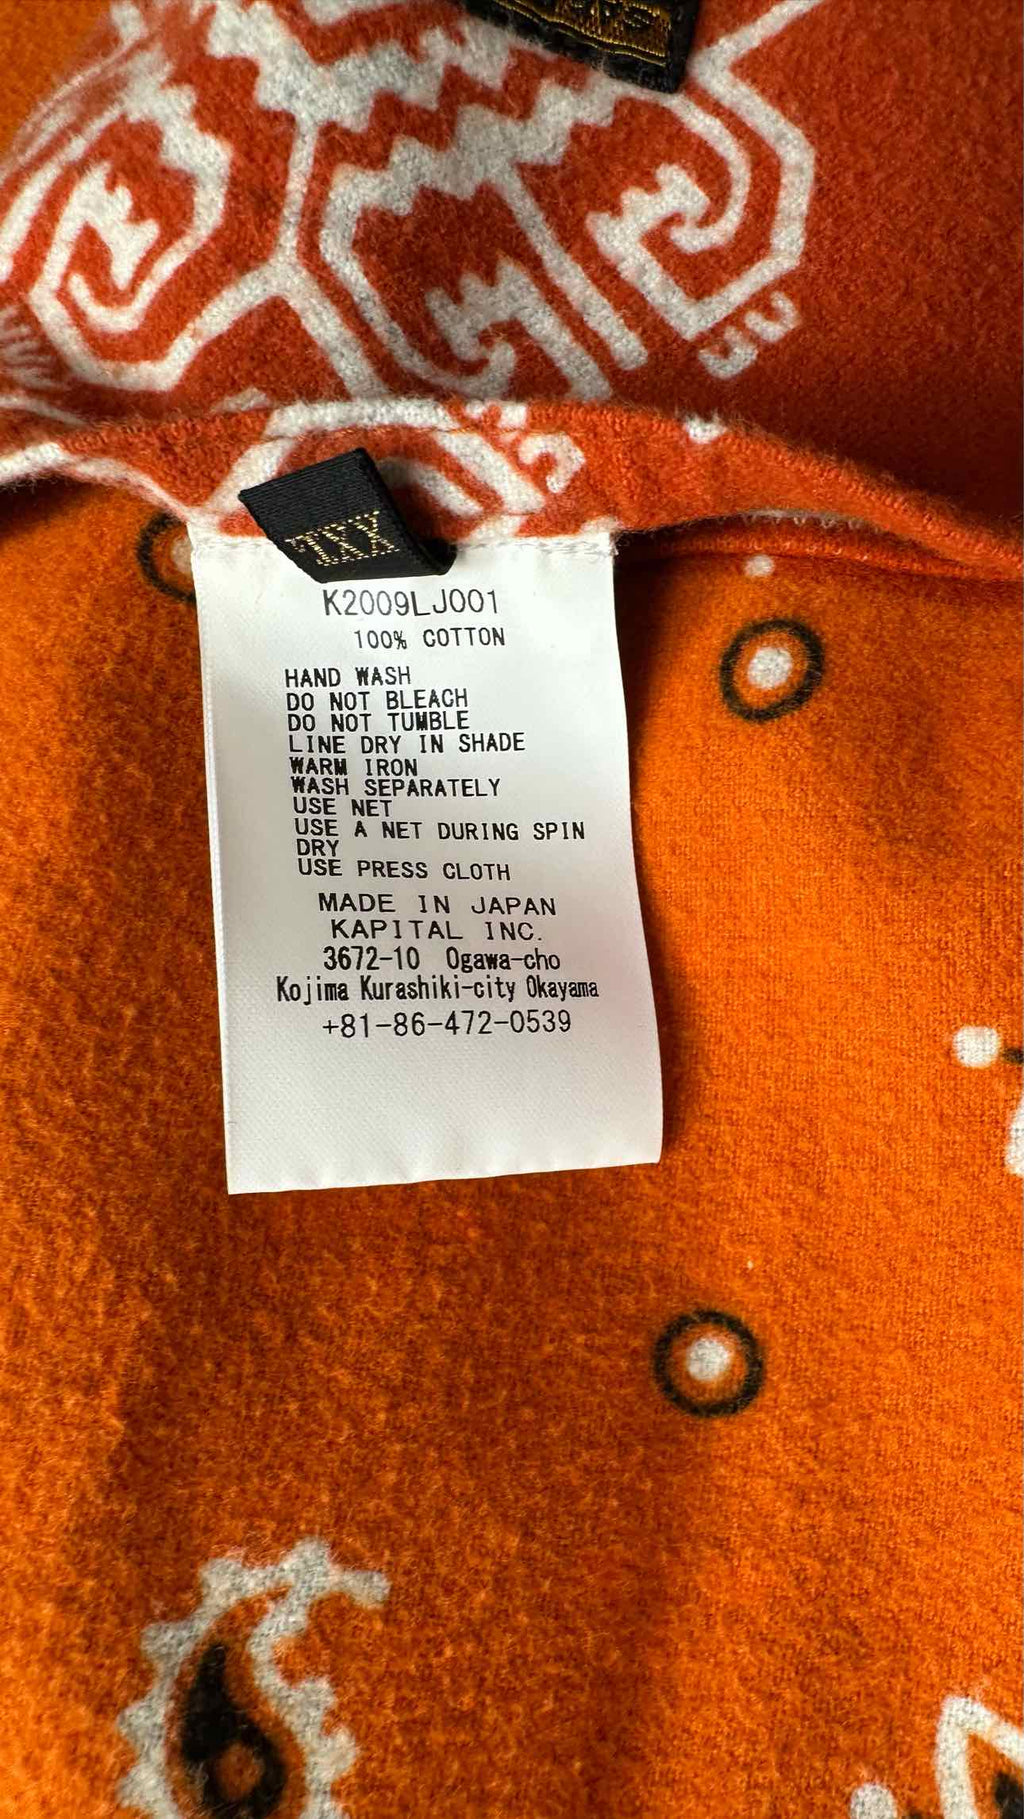 XXL
K2009LJ001
100% COTTON
HAND WASH
DO NOT BLEACH
DO NOT TUMBLE
LINE DRY IN SHADE
WARM IRON
WASH SEPARATELY
USE NET
USE A NET DURING SPIN
DRY
USE PRESS CLOTH
MADE IN JAPAN
KAPITAL INC.
3672-10 Ogawa-cho
Kojima Kurashiki-city Okayama
+81-86-472-0539